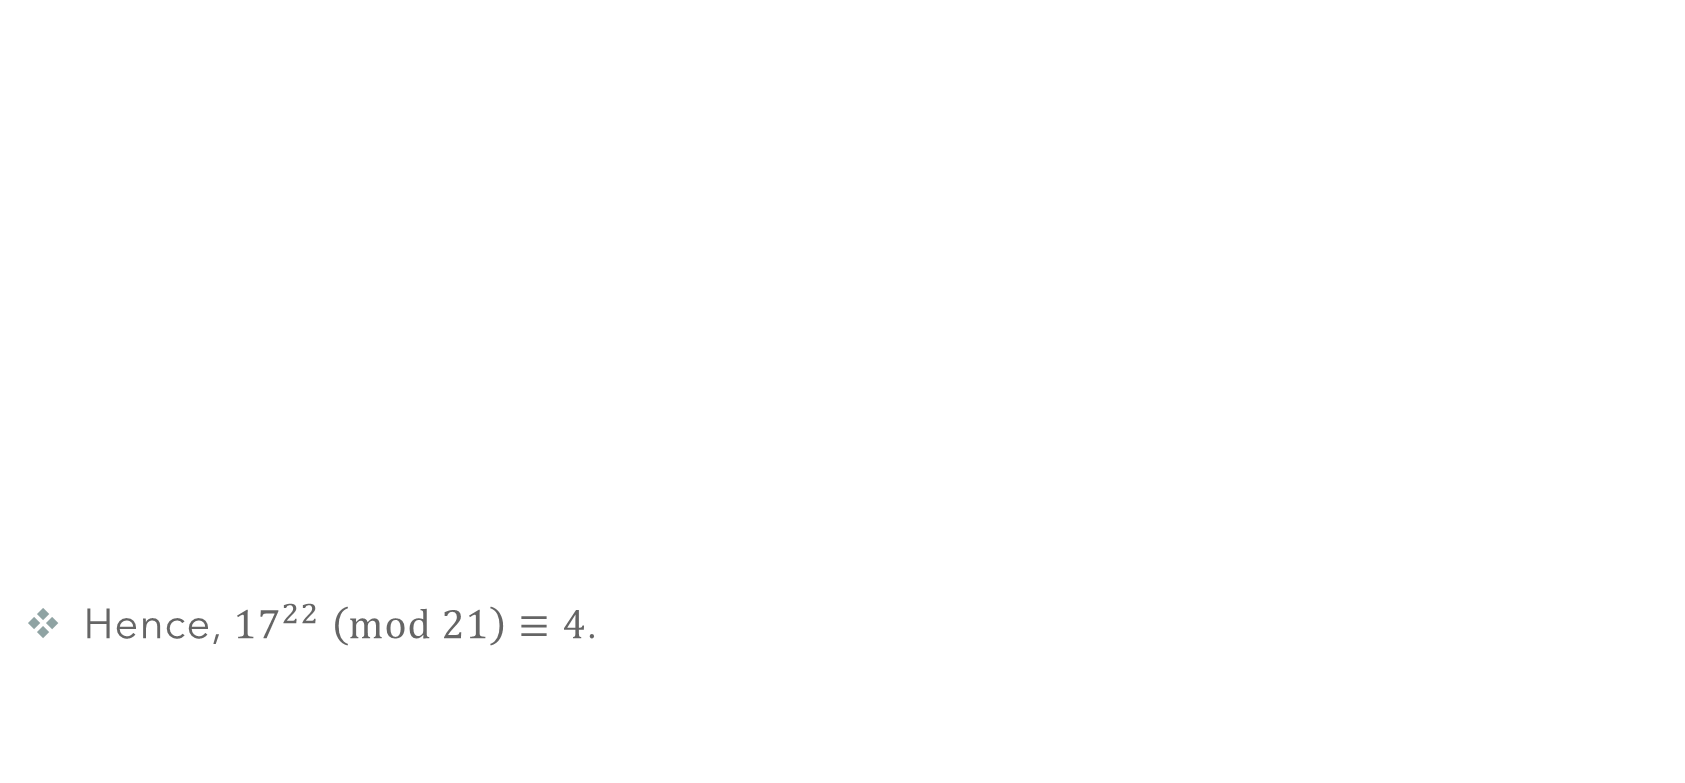 ❖ Hence, 17²² (mod 21) ≡ 4.